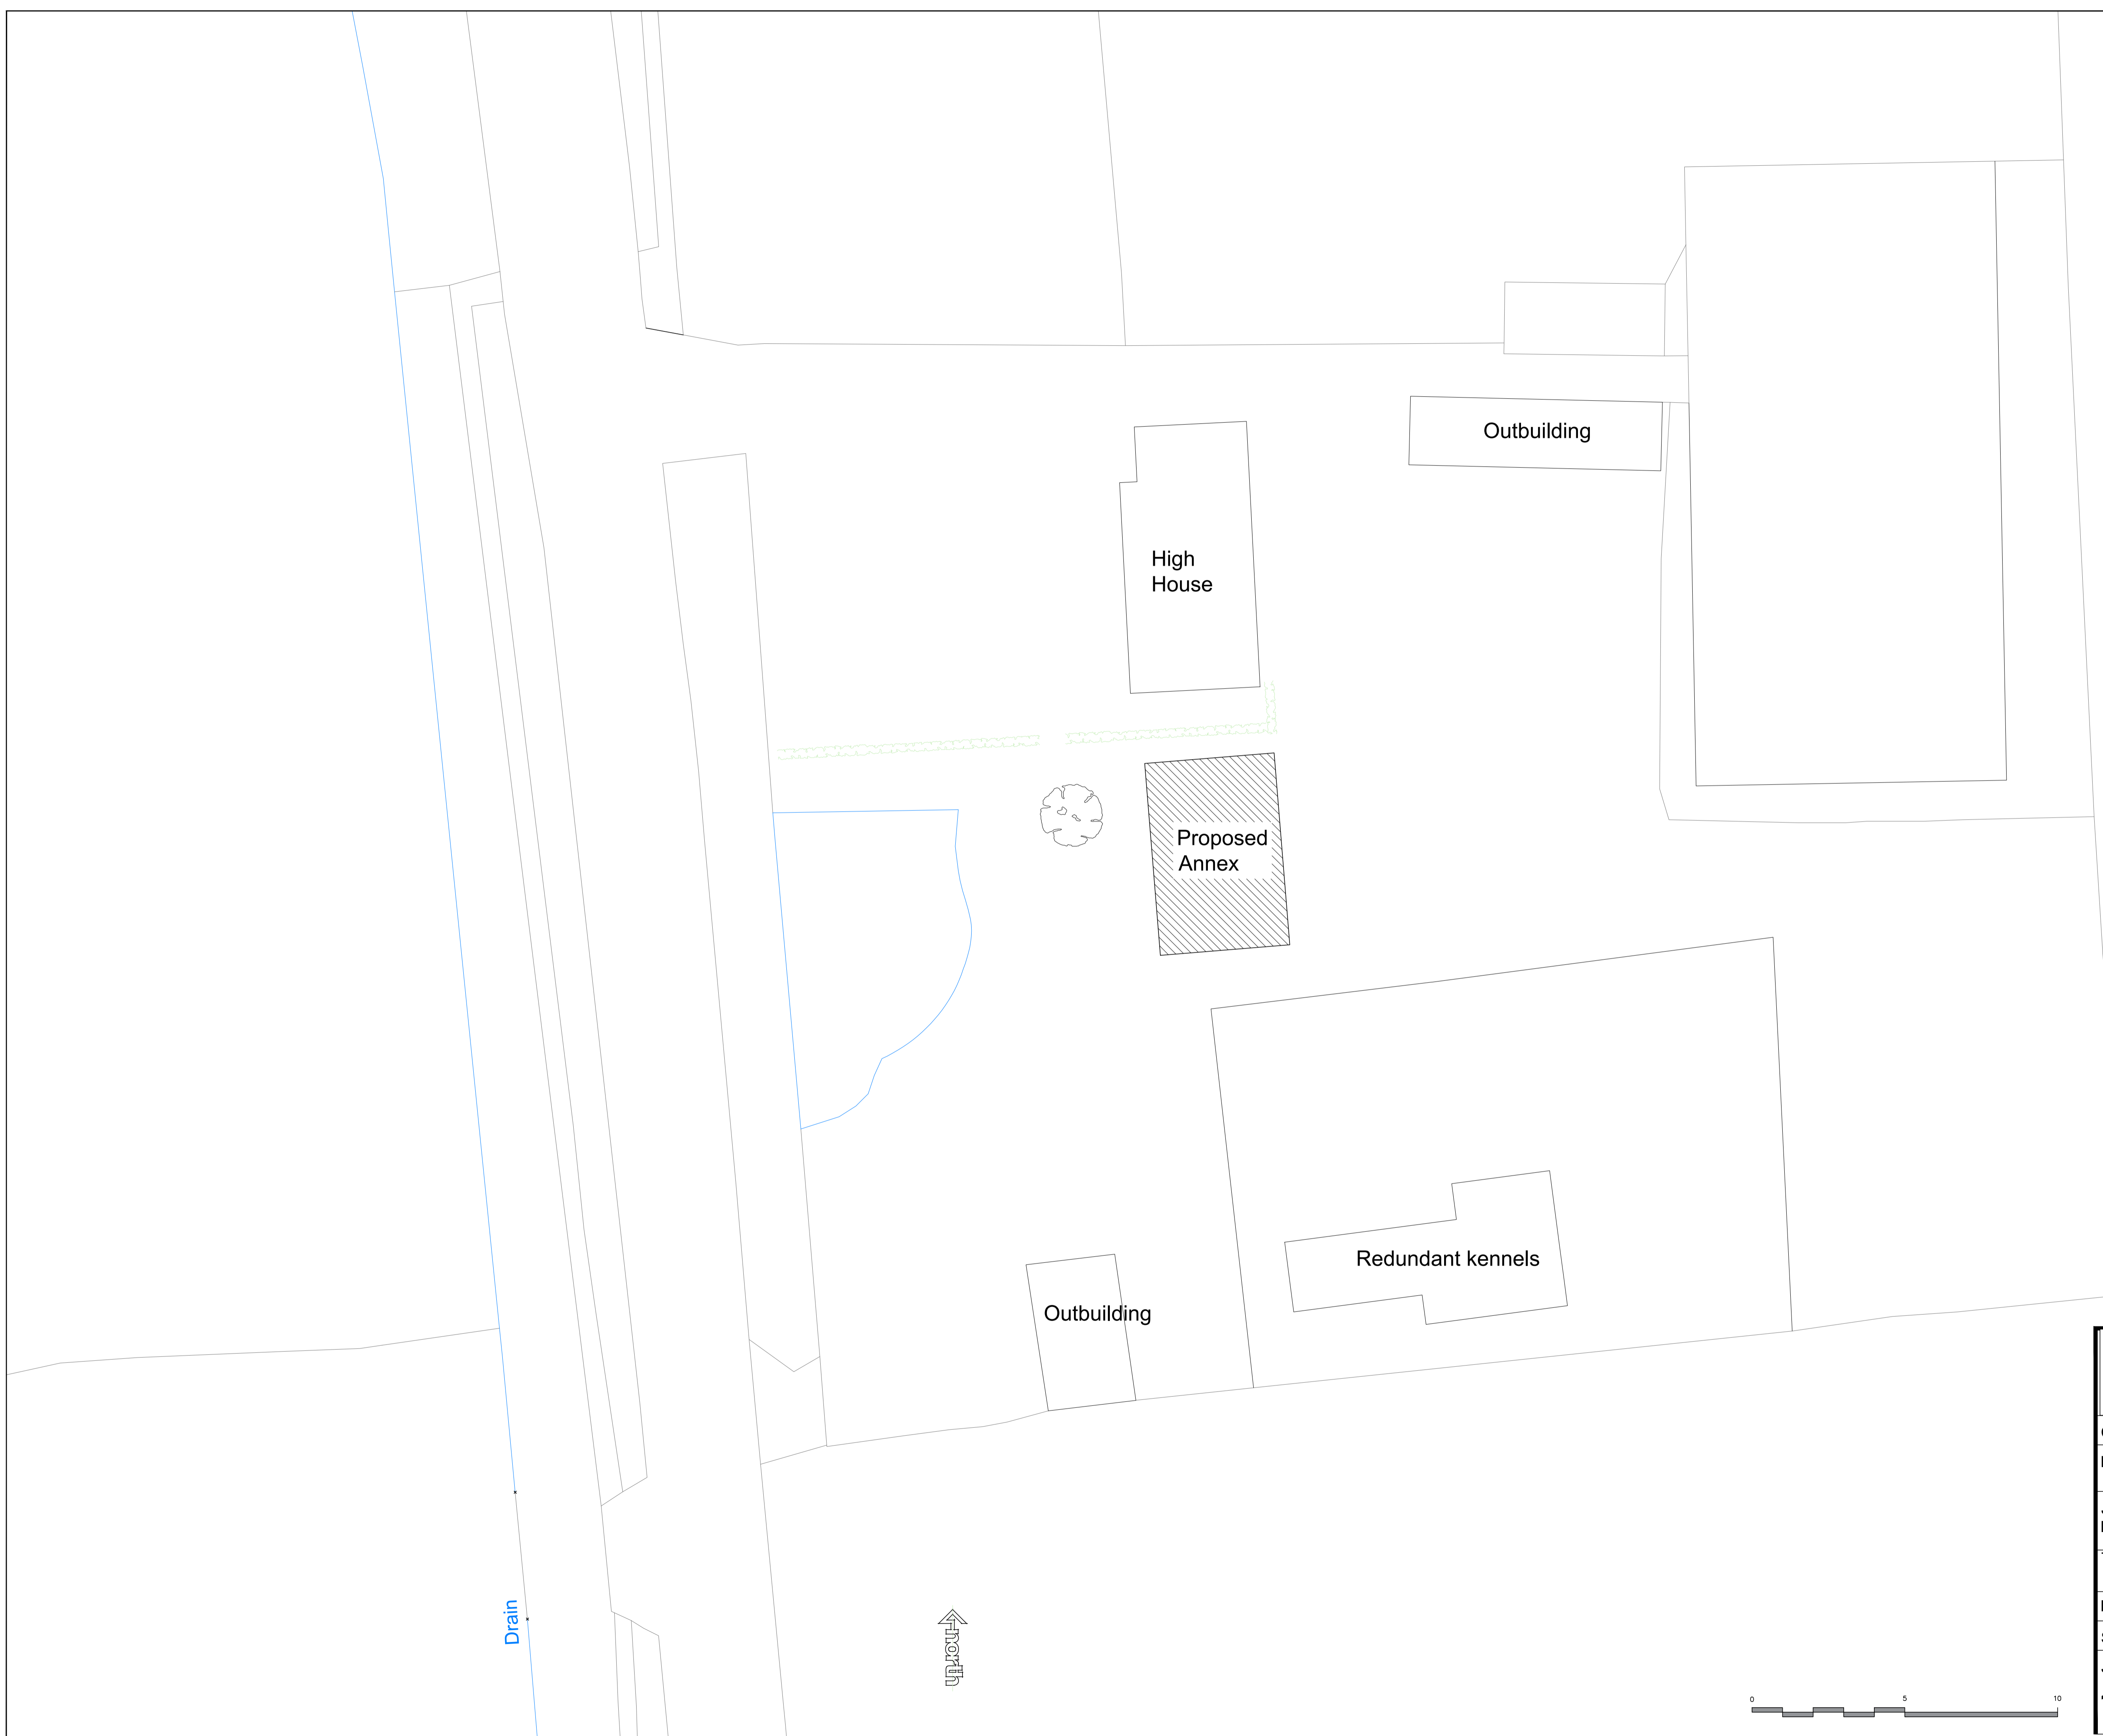 Outbuilding
High
House
Proposed
Annex
Redundant kennels
Outbuilding
Drain
north
0 5 10